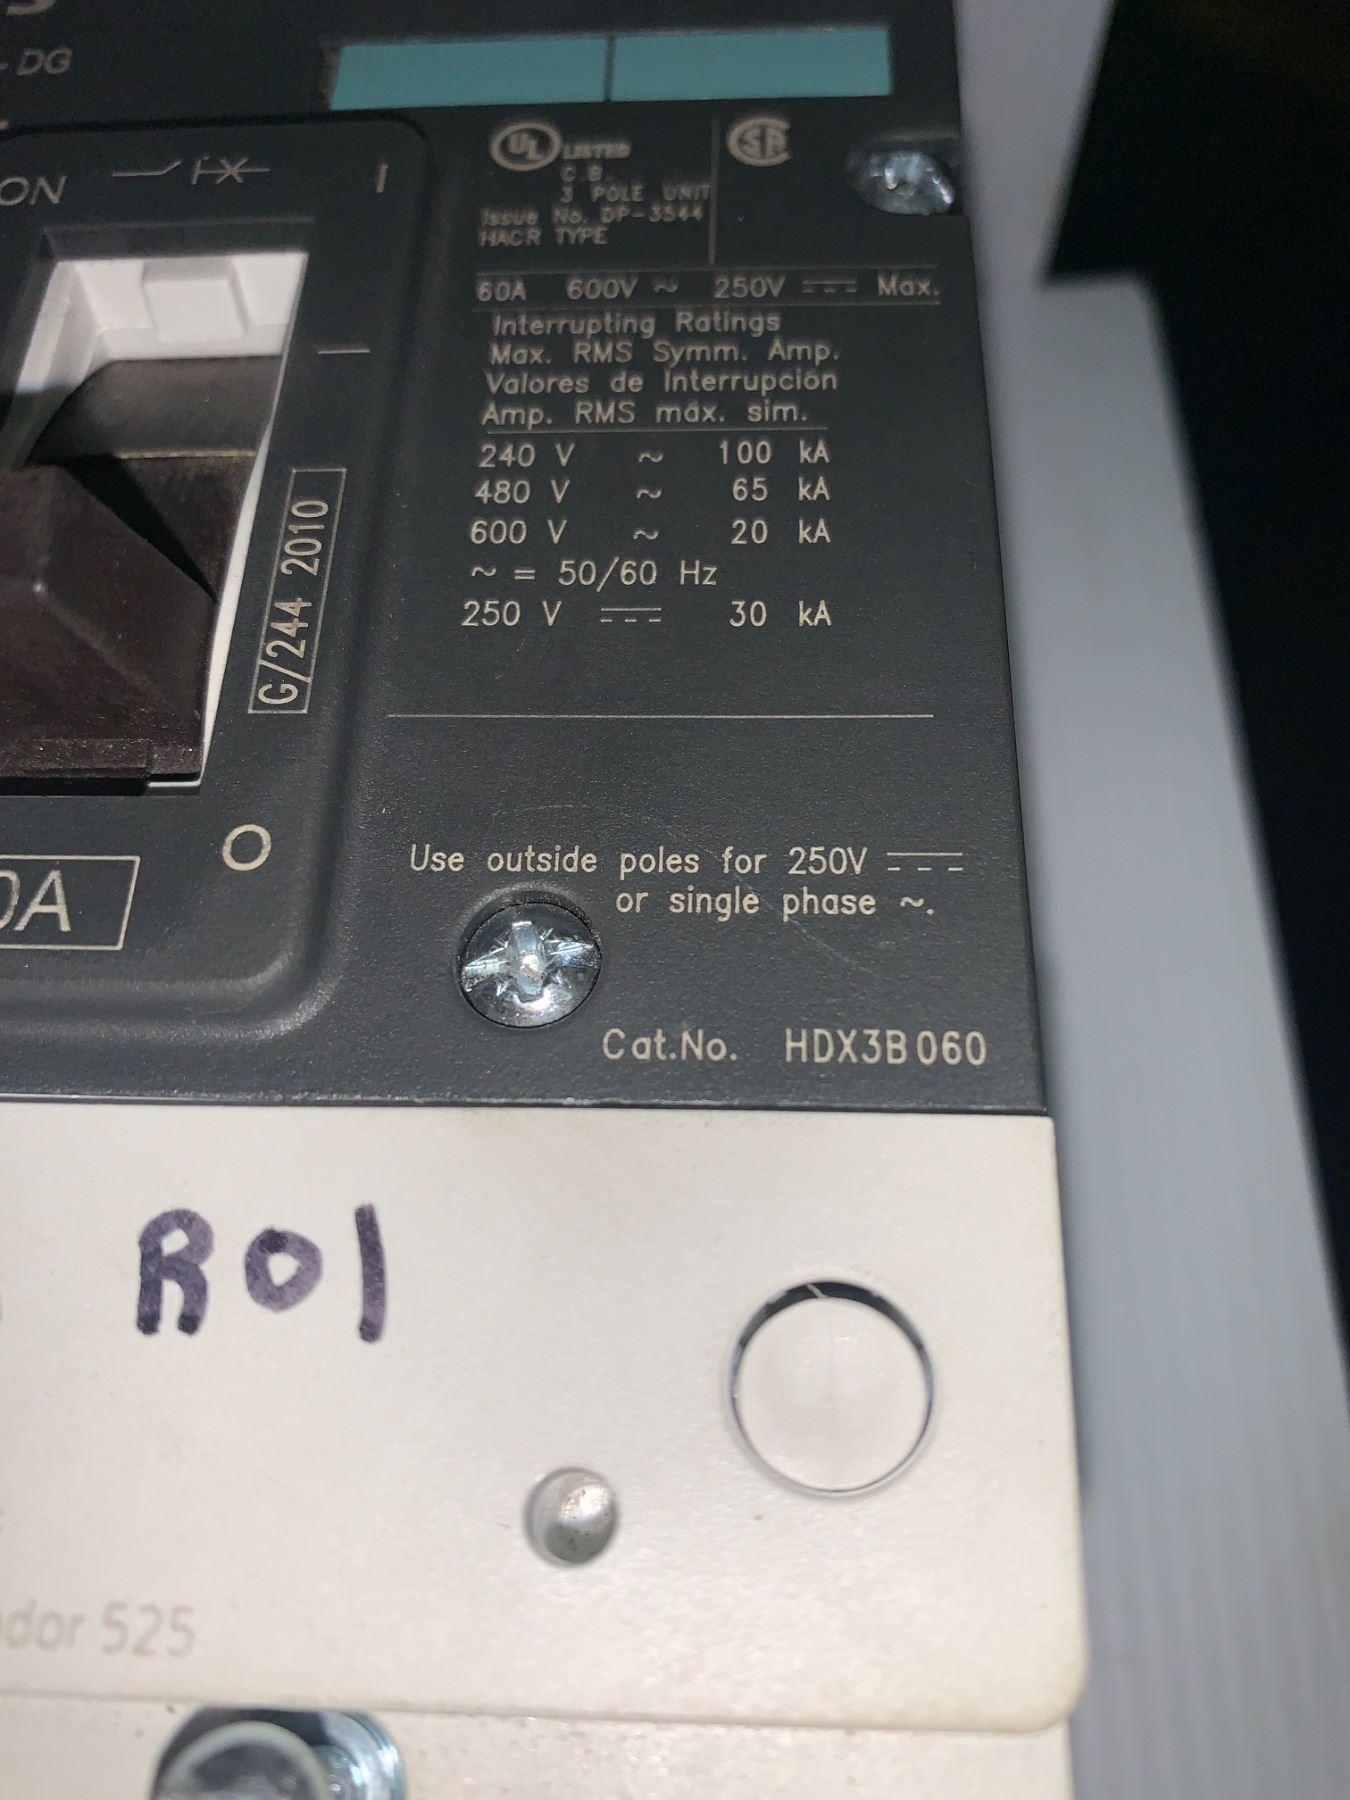 - DG
UL LISTED
C.B.
3 POLE UNIT
Issue No. DP-3544
HACR TYPE
ON
I
60A 600V ~ 250V ⎓ Max.
Interrupting Ratings
Max. RMS Symm. Amp.
Valores de Interrupción
Amp. RMS máx. sim.
240 V ~ 100 kA
480 V ~ 65 kA
600 V ~ 20 kA
~ = 50/60 Hz
250 V ⎓ 30 kA
G/244 2010
O
0A
Use outside poles for 250V ⎓
or single phase ~.
Cat.No. HDX3B060
R01
dor 525